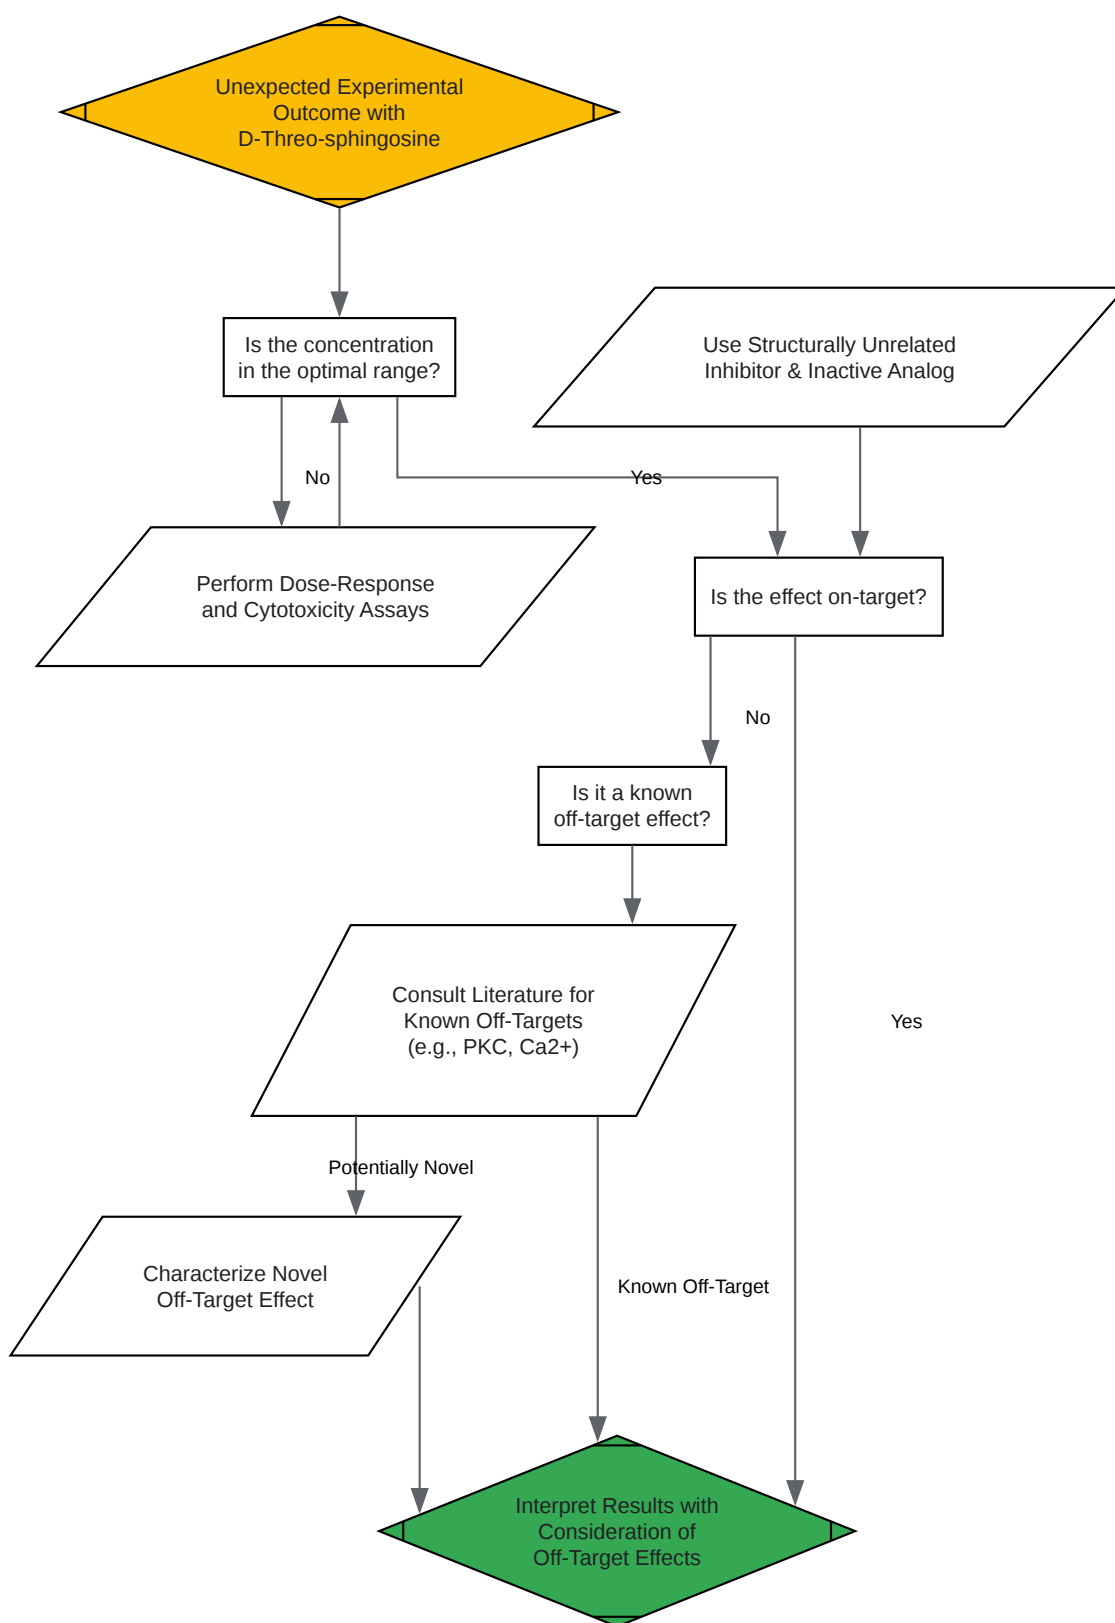 Unexpected Experimental
Outcome with
D-Threo-sphingosine
Is the concentration
in the optimal range?
Use Structurally Unrelated
Inhibitor & Inactive Analog
No
Yes
Perform Dose-Response
and Cytotoxicity Assays
Is the effect on-target?
No
Is it a known
off-target effect?
Consult Literature for
Known Off-Targets
(e.g., PKC, Ca2+)
Yes
Potentially Novel
Characterize Novel
Off-Target Effect
Known Off-Target
Interpret Results with
Consideration of
Off-Target Effects